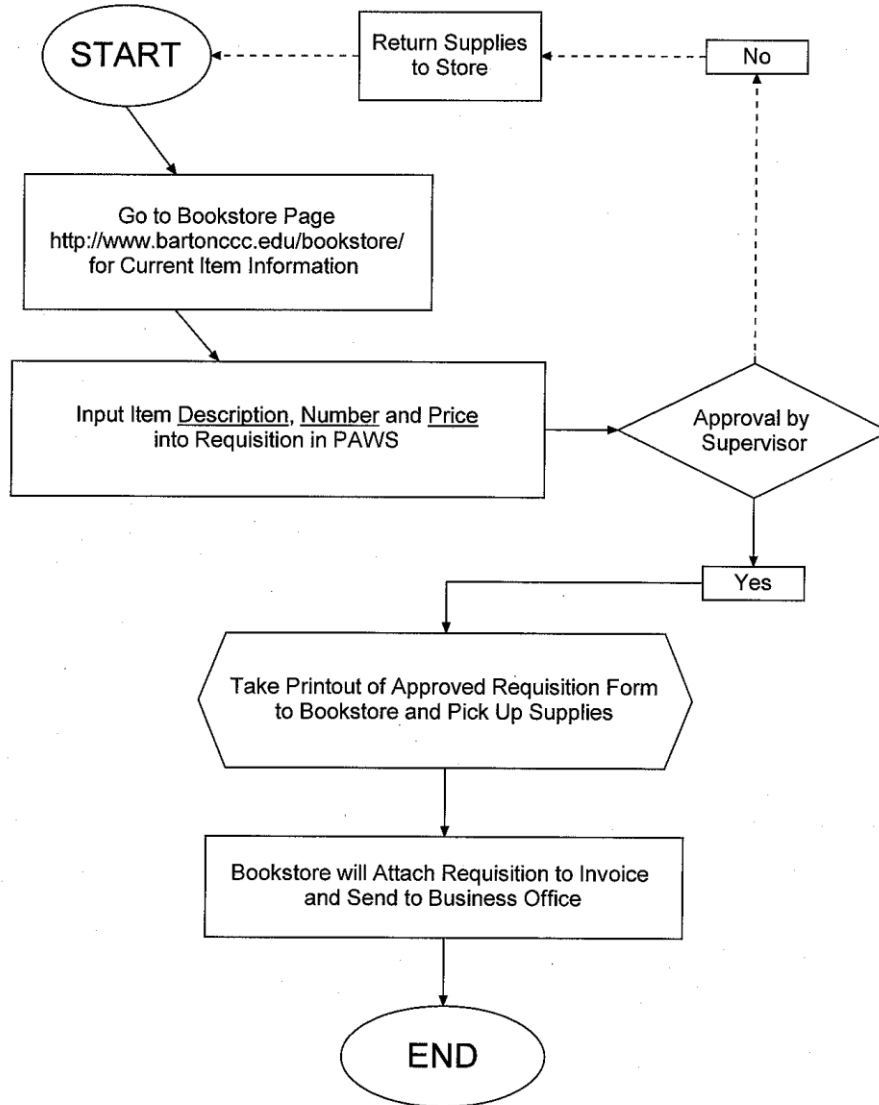 START
Return Supplies
to Store
No
Go to Bookstore Page
http://www.bartonccc.edu/bookstore/
for Current Item Information
Input Item Description, Number and Price
into Requisition in PAWS
Approval by
Supervisor
Yes
Take Printout of Approved Requisition Form
to Bookstore and Pick Up Supplies
Bookstore will Attach Requisition to Invoice
and Send to Business Office
END